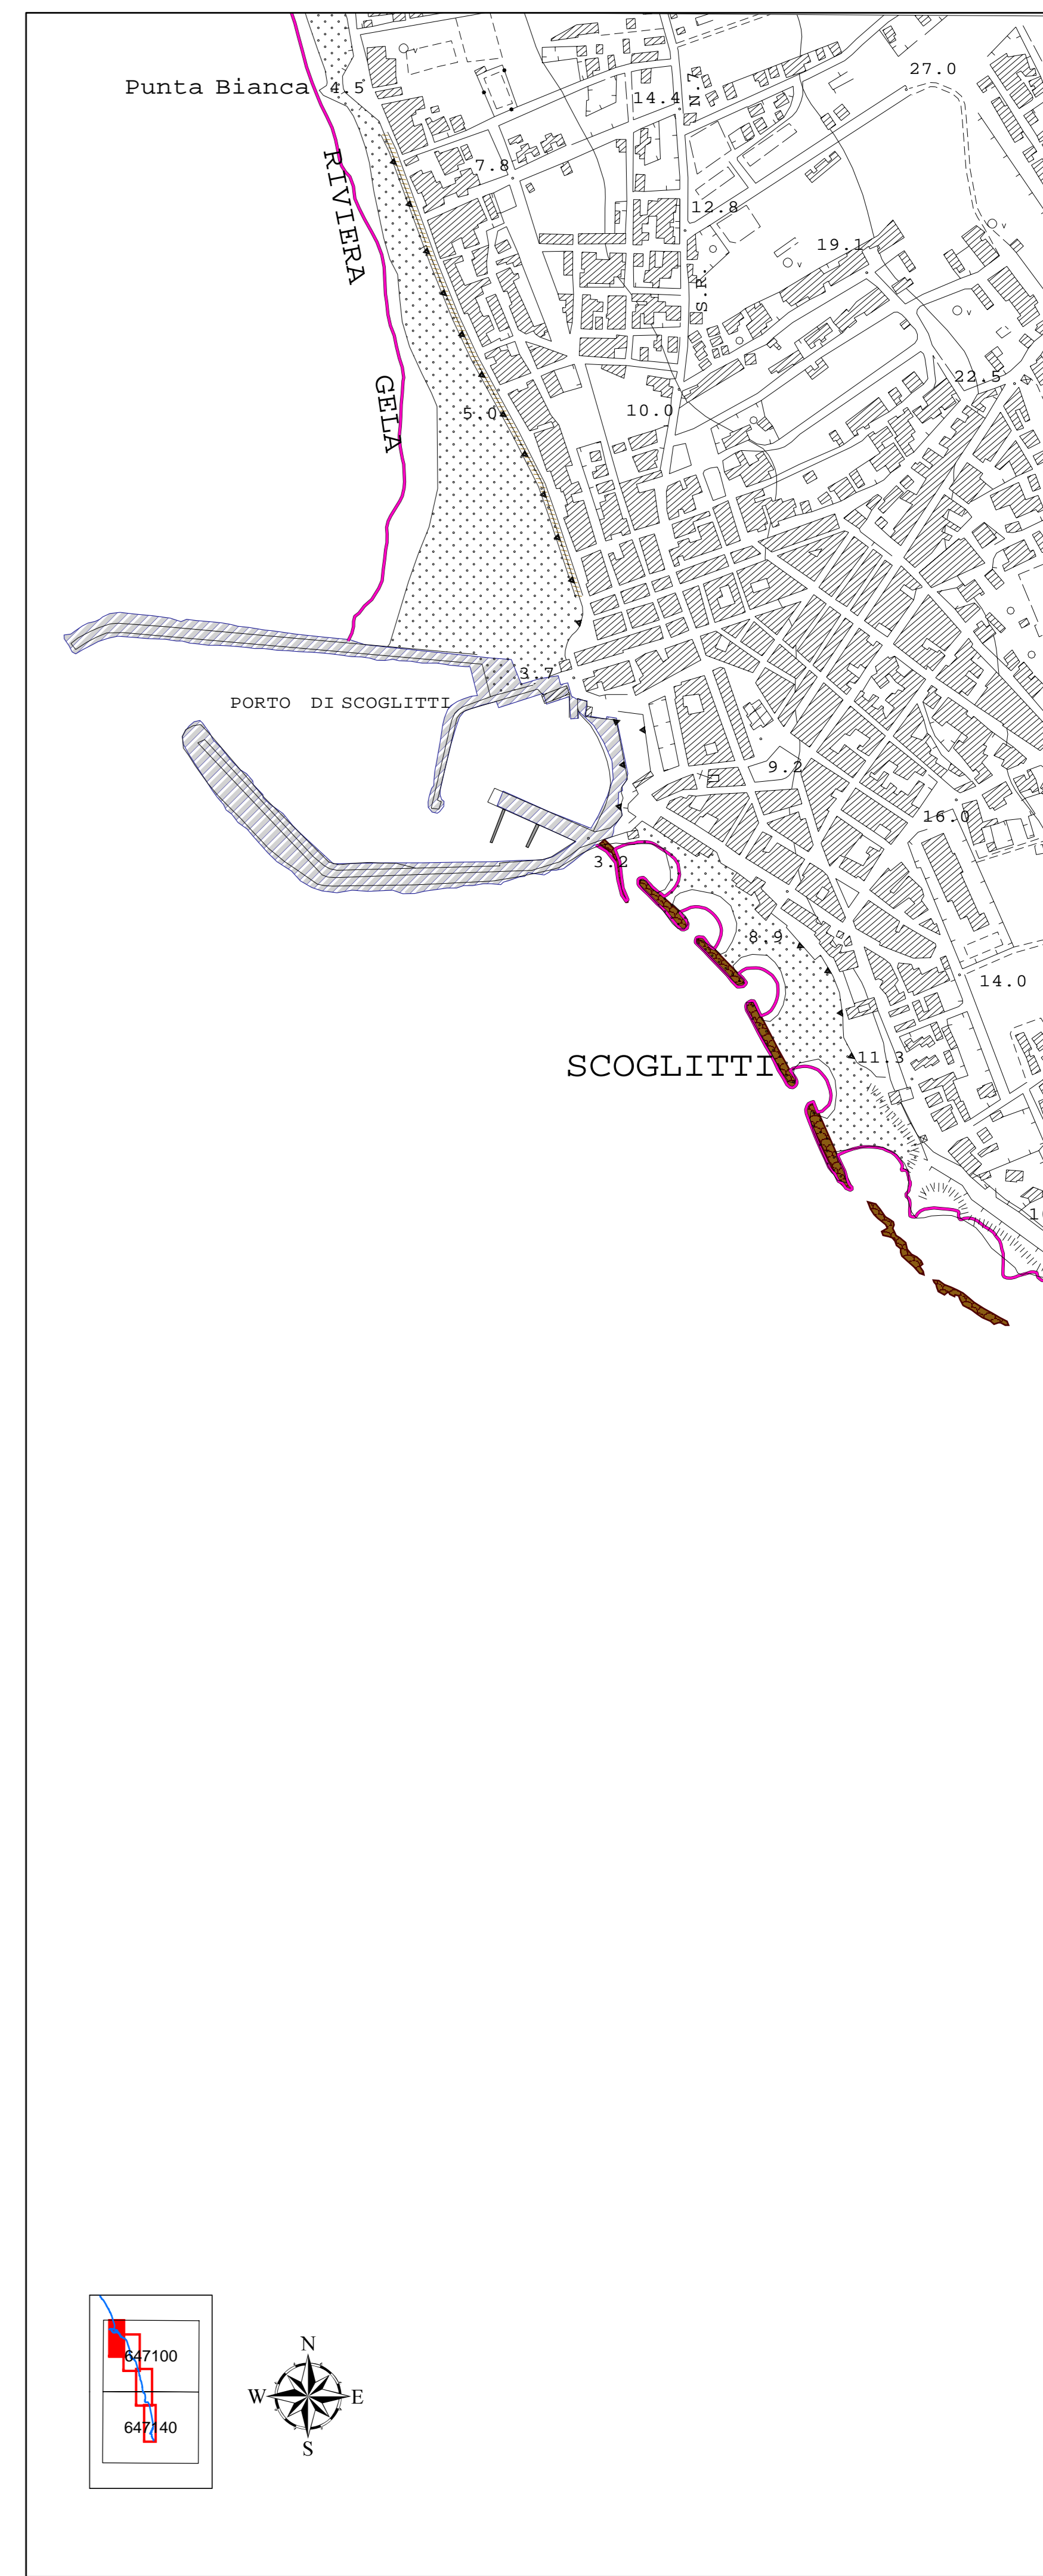 27.0
Punta Bianca
4.5
14.4
N.7
7.8
RIVIERA
12.8
19.1
S.R.
22.5
GELA
5.0
10.0
3.7
PORTO DI SCOGLITTI
9.2
16.0
3.2
8.9
14.0
11.3
SCOGLITTI
647100
647140
N
W
E
S